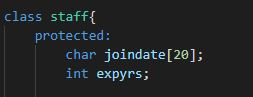 class staff{
protected:
char joindate[20];
int expyrs;